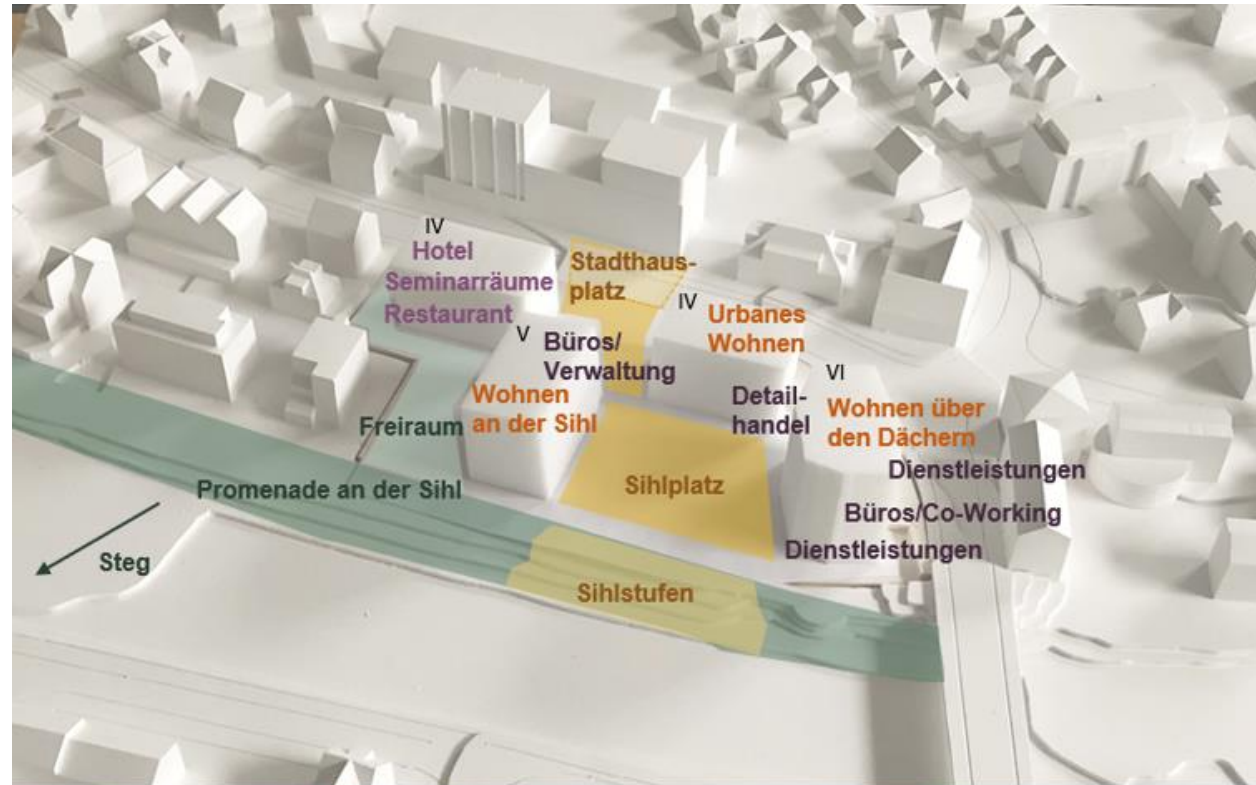 IV
Hotel
Seminarräume
Restaurant
Stadthaus-
platz
IV
Urbanes
Wohnen
V
Büros/
Verwaltung
Wohnen
an der Sihl
Detail-
handel
VI
Wohnen über
den Dächern
Dienstleistungen
Büros/Co-Working
Dienstleistungen
Freiraum
Promenade an der Sihl
Sihlplatz
Steg
Sihlstufen